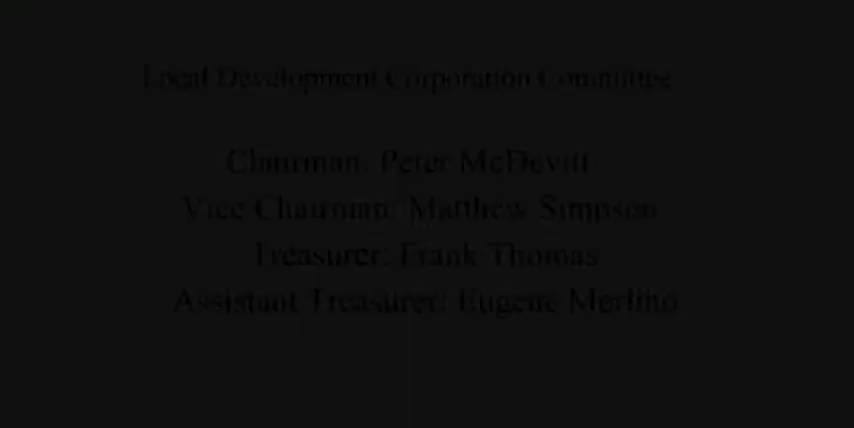 Local Development Corporation Committee
Chairman: Peter McDevitt
Vice Chairman: Matthew Simpson
Treasurer: Frank Thomas
Assistant Treasurer: Eugene Merlino